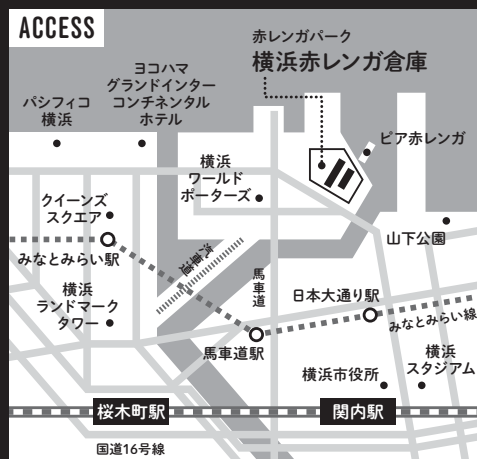 ACCESS
赤レンガパーク
横浜赤レンガ倉庫
ヨコハマ
グランドインター
コンチネンタル
ホテル
パシフィコ
横浜
ピア赤レンガ
横浜
ワールド
ポーターズ
クイーンズ
スクエア
山下公園
みなとみらい駅
汽車道
馬車道
横浜
ランドマーク
タワー
日本大通り駅
みなとみらい線
馬車道駅
横浜市役所
横浜
スタジアム
桜木町駅
関内駅
国道16号線